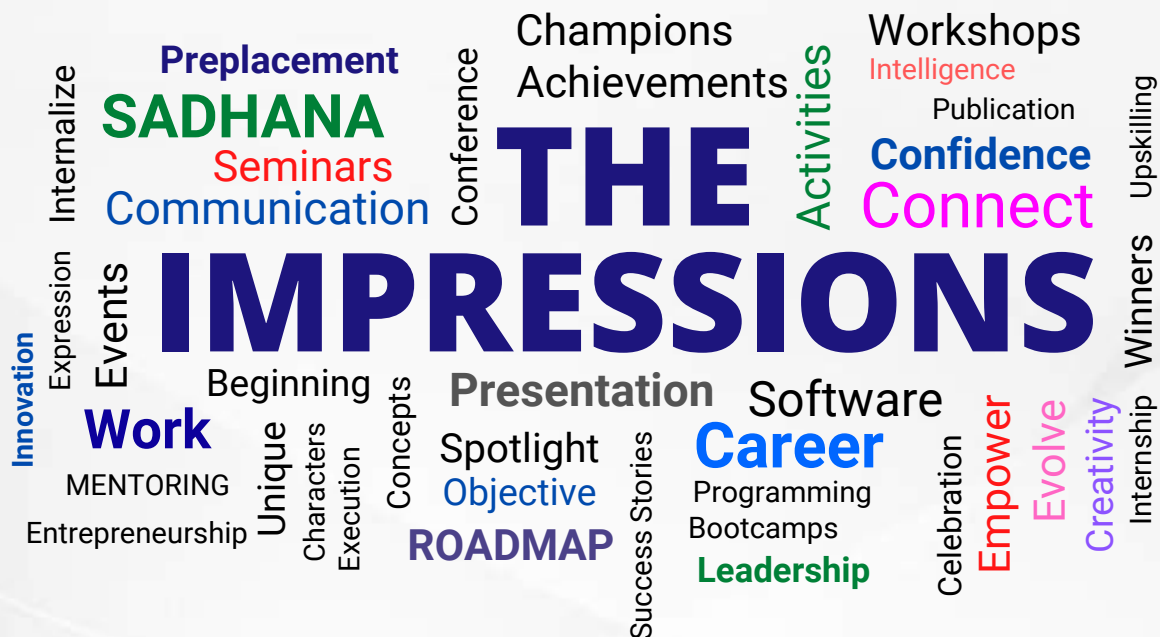 Champions
Achievements
Workshops
Intelligence
Publication
Confidence
Connect
Activities
Upskilling
Preplacement
SADHANA
Seminars
Communication
Internalize
Conference
THE
IMPRESSIONS
Winners
Expression
Events
Innovation
Beginning
Work
MENTORING
Entrepreneurship
Unique
Characters
Execution
Concepts
Presentation
Spotlight
Objective
ROADMAP
Success Stories
Software
Career
Programming
Bootcamps
Leadership
Celebration
Empower
Evolve
Creativity
Internship